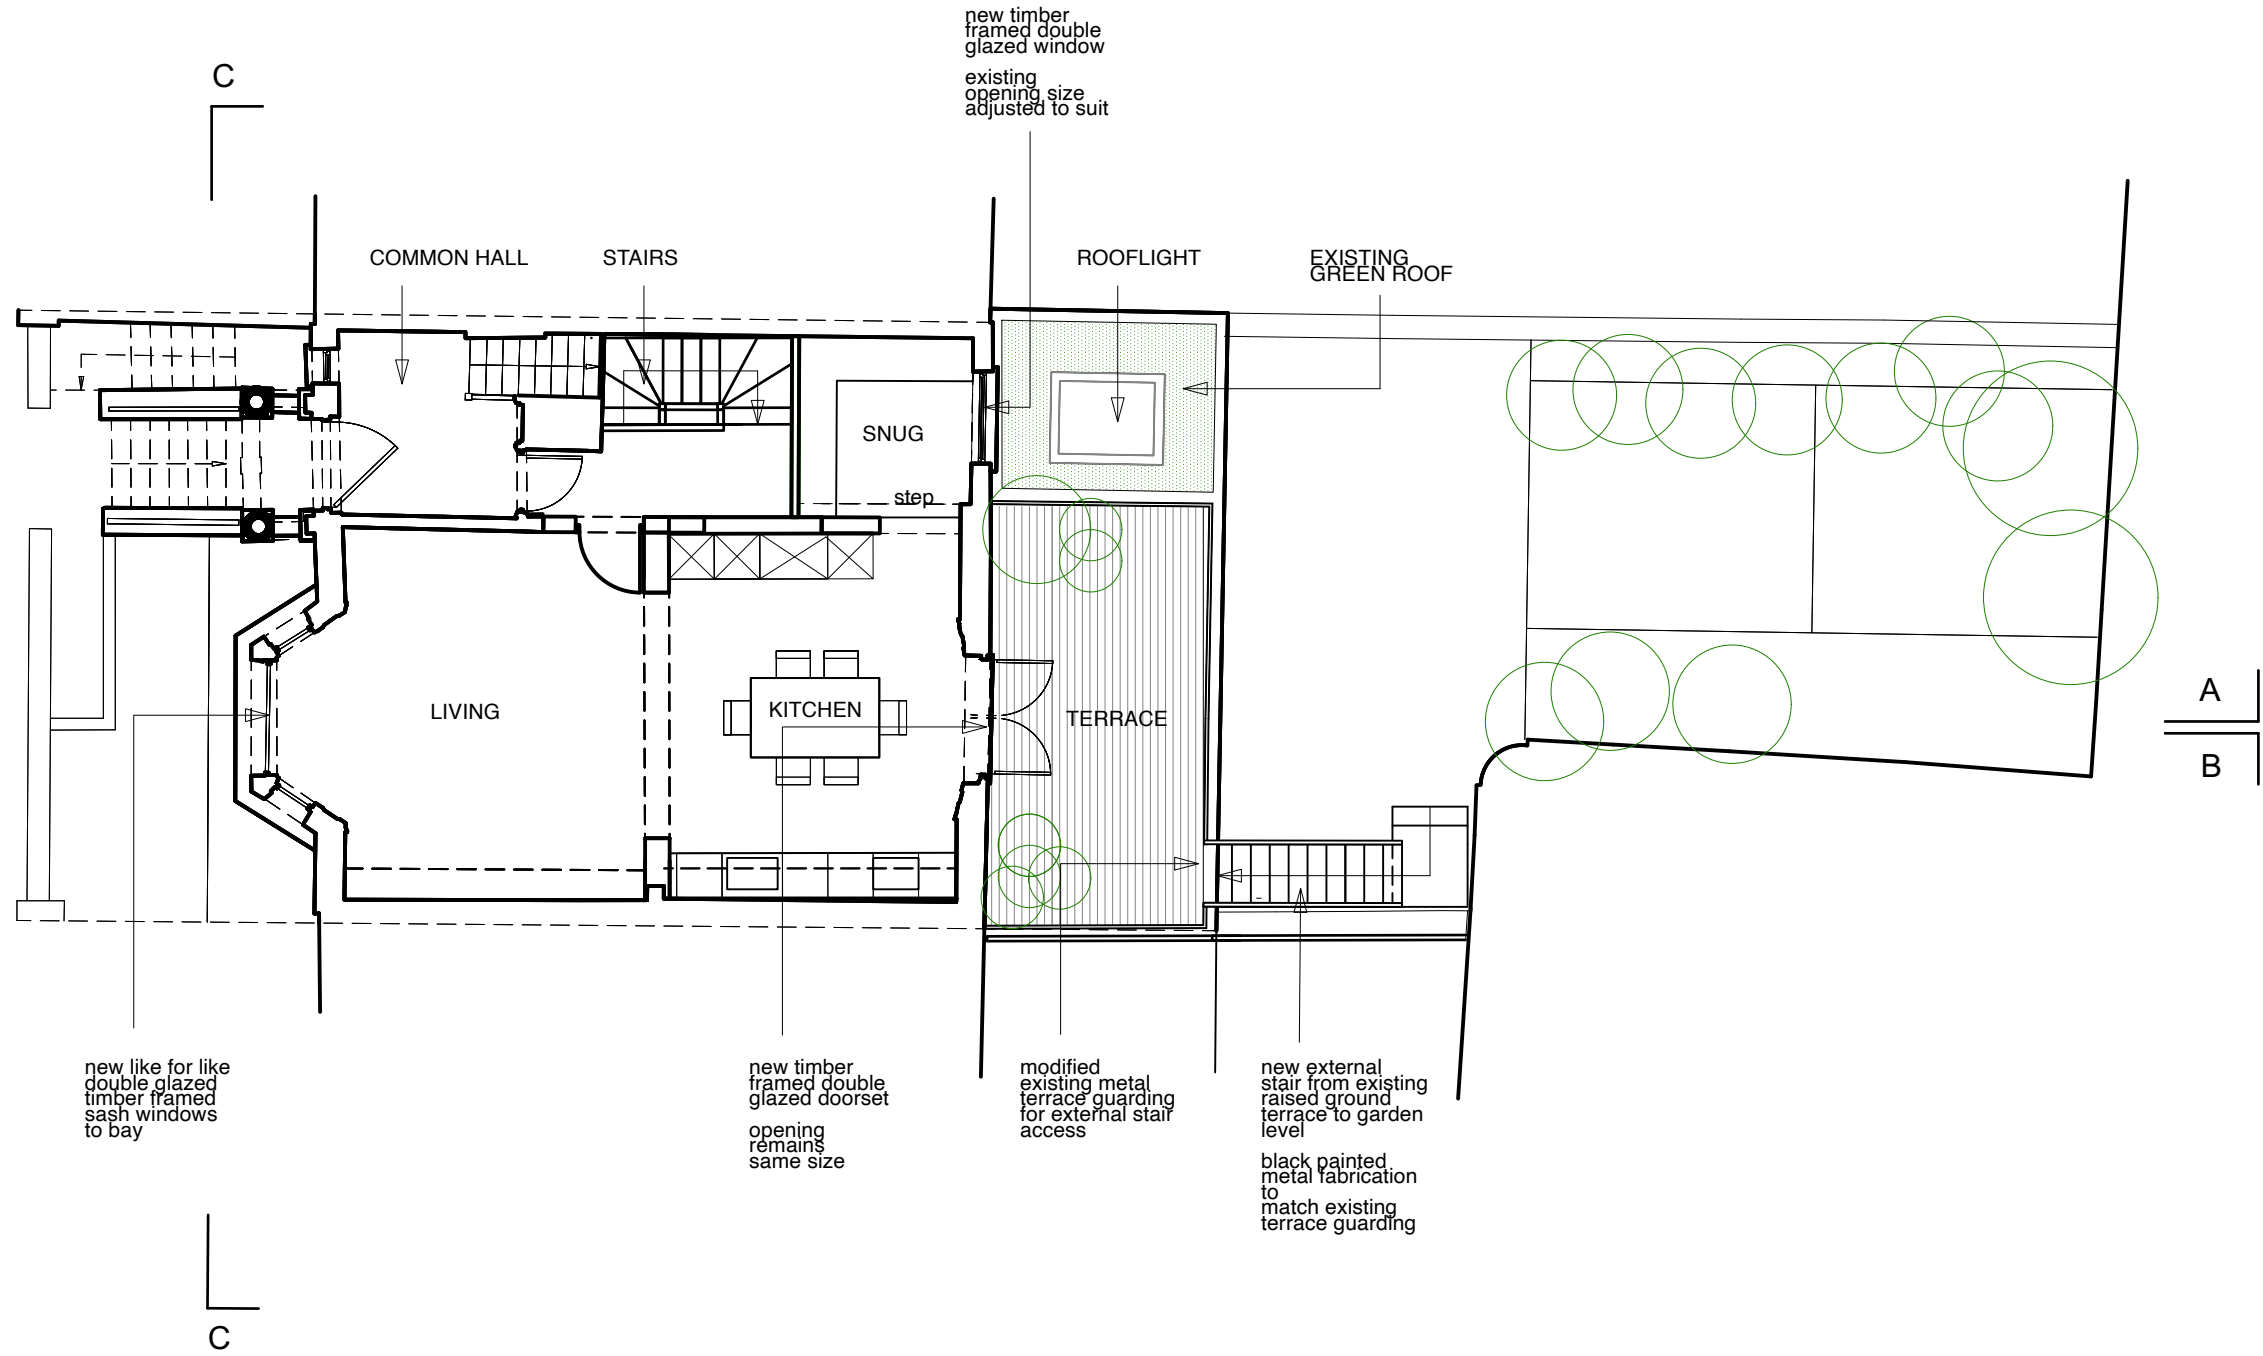 new timber
framed double
glazed window
existing
opening size
adjusted to suit
C
COMMON HALL
STAIRS
ROOFLIGHT
EXISTING
GREEN ROOF
SNUG
step
LIVING
KITCHEN
TERRACE
A
B
new like for like
double glazed
timber framed
sash windows
to bay
new timber
framed double
glazed doorset
opening
remains
same size
modified
existing metal
terrace guarding
for external stair
access
new external
stair from existing
raised ground
terrace to garden
level
black painted
metal fabrication
to
match existing
terrace guarding
C